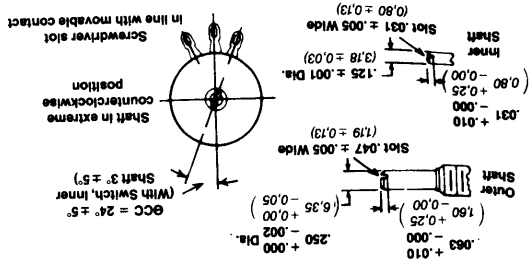 + .010
.063 - .000
( 1,60 + 0,25
- 0,00 )
Outer
Shaft
+ .000
.250 - .002 Dia.
( 6,35 +0,00
-0,05 )
Slot .047 ± .005 Wide
(1,19 ± 0,13)
+ .010
.031 - .000
( 0,80 + 0,25
- 0,00 )
.125 ± .001 Dia.
(3,18 ± 0,03)
Slot .031 ± .005 Wide
(0,80 ± 0,13)
Inner
Shaft
ΘCC = 24° ± 5°
(With Switch, Inner
Shaft 3° ± 5°)
Shaft in extreme
counterclockwise
position
Screwdriver slot
in line with movable contact